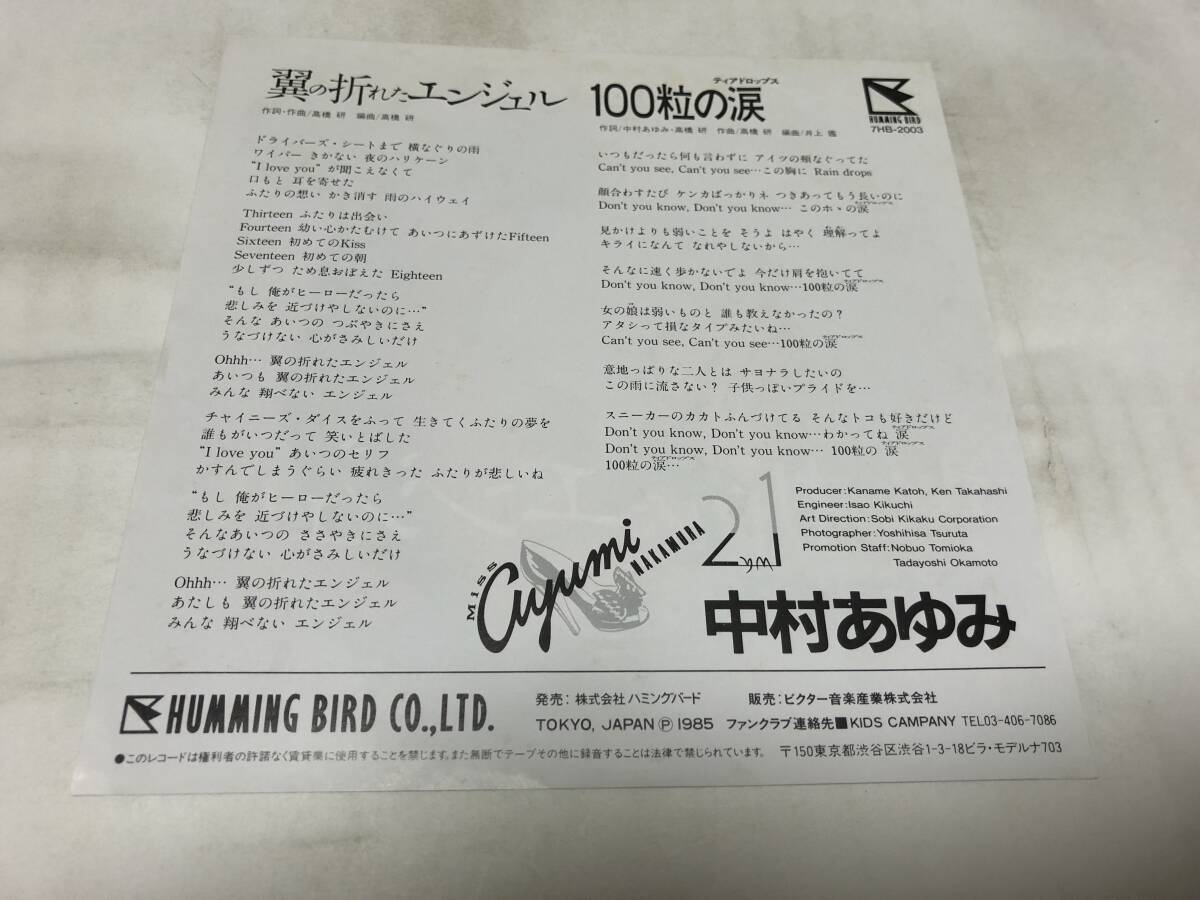 翼の折れたエンジェル
作詞・作曲/高橋 研 編曲/高橋 研
ドライバーズ・シートまで 横なぐりの雨
ワイパー きかない 夜のハリケーン
“I love you” が聞こえなくて
口もと 耳を寄せた
ふたりの想い かき消す 雨のハイウェイ
Thirteen ふたりは出会い
Fourteen 幼い心かたむけて あいつにあずけたFifteen
Sixteen 初めてのKiss
Seventeen 初めての朝
少しずつ ため息おぼえた Eighteen
“もし 俺がヒーローだったら
悲しみを 近づけやしないのに…”
そんな あいつの つぶやきにさえ
うなづけない 心がさみしいだけ
Ohhh… 翼の折れたエンジェル
あいつも 翼の折れたエンジェル
みんな 翔べない エンジェル
チャイニーズ・ダイスをふって 生きてくふたりの夢を
誰もがいつだって 笑いとばした
“I love you” あいつのセリフ
かすんでしまうぐらい 疲れきった ふたりが悲しいね
“もし 俺がヒーローだったら
悲しみを 近づけやしないのに…”
そんなあいつの ささやきにさえ
うなづけない 心がさみしいだけ
Ohhh… 翼の折れたエンジェル
あたしも 翼の折れたエンジェル
みんな 翔べない エンジェル
ティアドロップス
100粒の涙
作詞/中村あゆみ・高橋 研 作曲/高橋 研 編曲/井上 鑑
HUMMING BIRD
7HB-2003
いつもだったら何も言わずに アイツの頰なぐってた
Can't you see, Can't you see…この胸に Rain drops
顔合わすたび ケンカばっかりネ つきあってもう長いのに
Don't you know, Don't you know… このホヽの涙
ティアドロップス
見かけよりも弱いことを そうよ はやく 理解ってよ
キライになんて なれやしないから…
そんなに速く歩かないでよ 今だけ肩を抱いてて
Don't you know, Don't you know…100粒の涙
ティアドロップス
女の娘は弱いものと 誰も教えなかったの?
アタシって損なタイプみたいね…
Can't you see, Can't you see…100粒の涙
ティアドロップス
意地っぱりな二人とは サヨナラしたいの
この雨に流さない? 子供っぽいプライドを…
スニーカーのカカトふんづけてる そんなトコも好きだけど
Don't you know, Don't you know…わかってね 涙
ティアドロップス
Don't you know, Don't you know… 100粒の 涙
ティアドロップス
100粒の涙…
ティアドロップス
Producer:Kaname Katoh, Ken Takahashi
Engineer:Isao Kikuchi
Art Direction:Sobi Kikaku Corporation
Photographer:Yoshihisa Tsuruta
Promotion Staff:Nobuo Tomioka
Tadayoshi Okamoto
Miss Ayumi NAKAMURA
中村あゆみ
HUMMING BIRD CO.,LTD.
発売:株式会社ハミングバード 販売:ビクター音楽産業株式会社
TOKYO, JAPAN Ⓟ 1985 ファンクラブ連絡先■KIDS CAMPANY TEL03-406-7086
●このレコードは権利者の許諾なく賃貸業に使用することを禁じます。また無断でテープその他に録音することは法律で禁じられています。 〒150東京都渋谷区渋谷1-3-18ビラ・モデルナ703